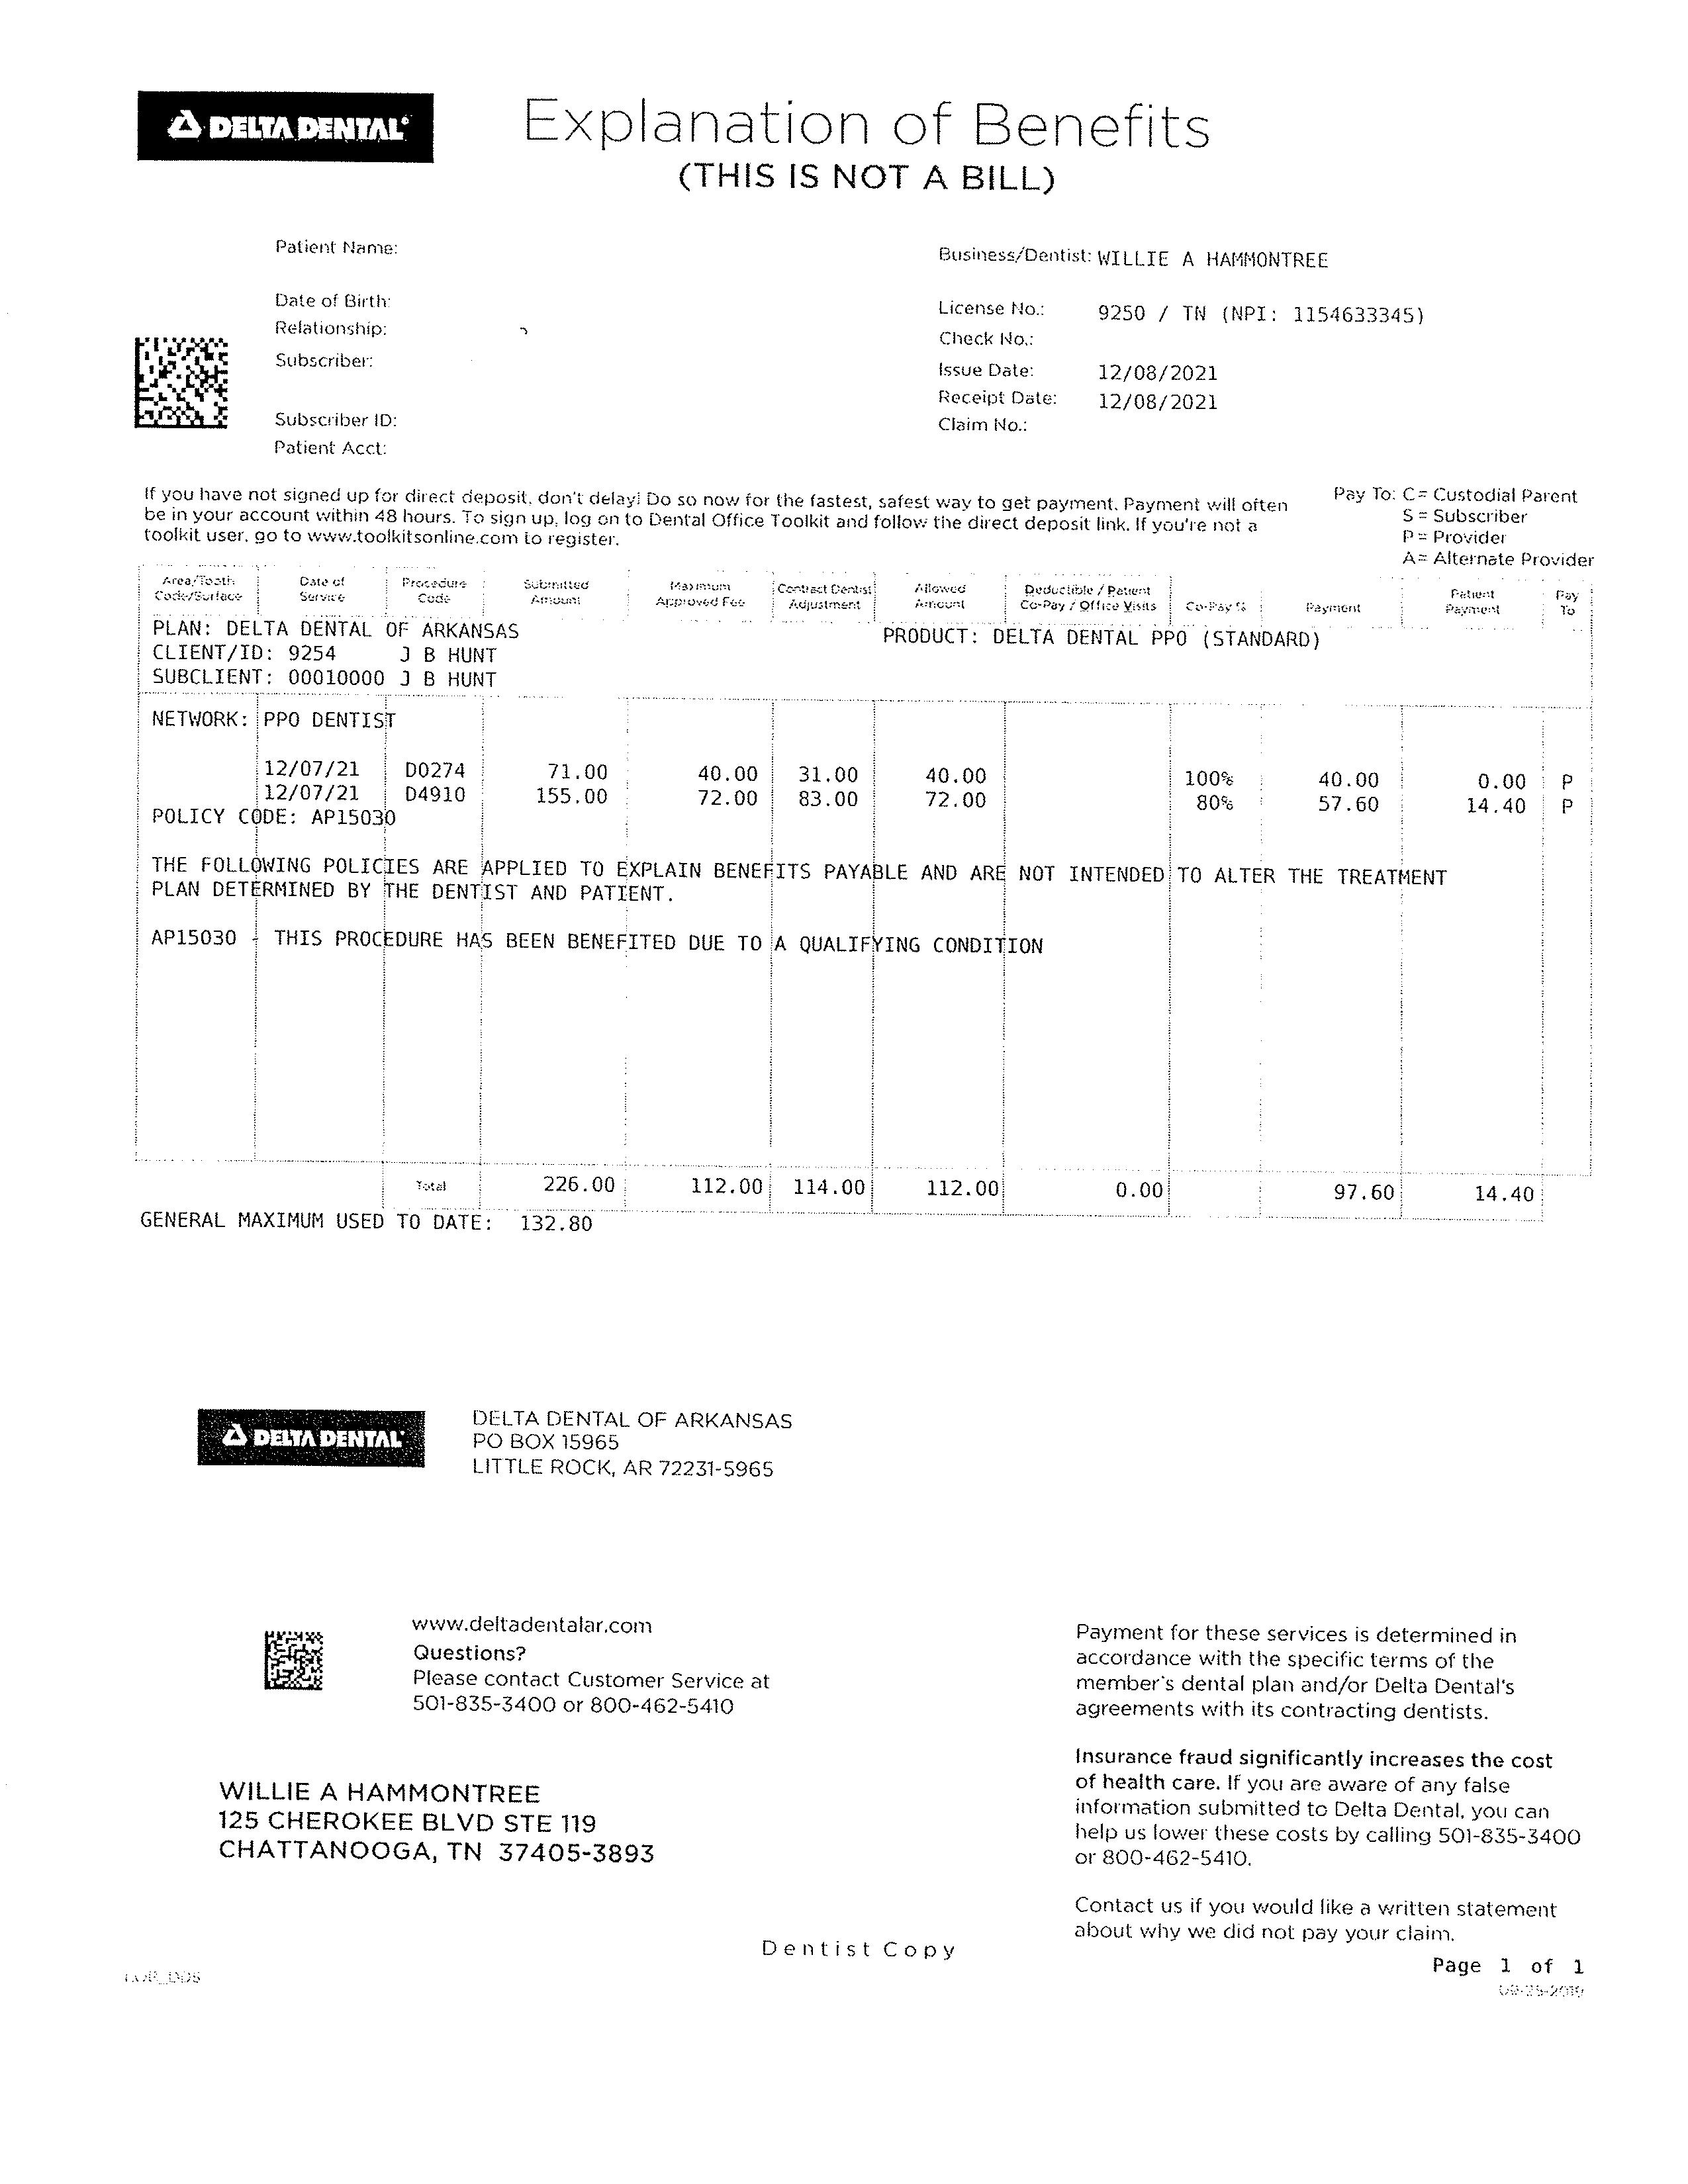 DELTA DENTAL
Explanation of Benefits
(THIS IS NOT A BILL)
Patient Name:
Business/Dentist: WILLIE A HAMMONTREE
Date of Birth:
License No.: 9250 / TN (NPI: 1154633345)
Relationship:
Check No.:
Subscriber:
Issue Date: 12/08/2021
Receipt Date: 12/08/2021
Subscriber ID:
Claim No.:
Patient Acct:
If you have not signed up for direct deposit, don't delay! Do so now for the fastest, safest way to get payment. Payment will often
be in your account within 48 hours. To sign up, log on to Dental Office Toolkit and follow the direct deposit link. If you're not a
toolkit user, go to www.toolkitsonline.com to register.
Pay To: C= Custodial Parent
S = Subscriber
P = Provider
A= Alternate Provider
Area/Tooth Code/Surface Date of Service Procedure Code Submitted Amount Maximum Approved Fee Contract Dentist Adjustment Allowed Amount Deductible / Patient Co-Pay / Office Visits Co-Pay % Payment Patient Payment Pay To
PLAN: DELTA DENTAL OF ARKANSAS PRODUCT: DELTA DENTAL PPO (STANDARD)
CLIENT/ID: 9254 J B HUNT
SUBCLIENT: 00010000 J B HUNT
NETWORK: PPO DENTIST
12/07/21 D0274 71.00 40.00 31.00 40.00 100% 40.00 0.00 P
12/07/21 D4910 155.00 72.00 83.00 72.00 80% 57.60 14.40 P
POLICY CODE: AP15030
THE FOLLOWING POLICIES ARE APPLIED TO EXPLAIN BENEFITS PAYABLE AND ARE NOT INTENDED TO ALTER THE TREATMENT
PLAN DETERMINED BY THE DENTIST AND PATIENT.
AP15030 - THIS PROCEDURE HAS BEEN BENEFITED DUE TO A QUALIFYING CONDITION
Total 226.00 112.00 114.00 112.00 0.00 97.60 14.40
GENERAL MAXIMUM USED TO DATE: 132.80
DELTA DENTAL
DELTA DENTAL OF ARKANSAS
PO BOX 15965
LITTLE ROCK, AR 72231-5965
www.deltadentalar.com
Questions?
Please contact Customer Service at
501-835-3400 or 800-462-5410
WILLIE A HAMMONTREE
125 CHEROKEE BLVD STE 119
CHATTANOOGA, TN 37405-3893
Payment for these services is determined in
accordance with the specific terms of the
member's dental plan and/or Delta Dental's
agreements with its contracting dentists.
Insurance fraud significantly increases the cost
of health care. If you are aware of any false
information submitted to Delta Dental, you can
help us lower these costs by calling 501-835-3400
or 800-462-5410.
Contact us if you would like a written statement
about why we did not pay your claim.
Dentist Copy
Page 1 of 1